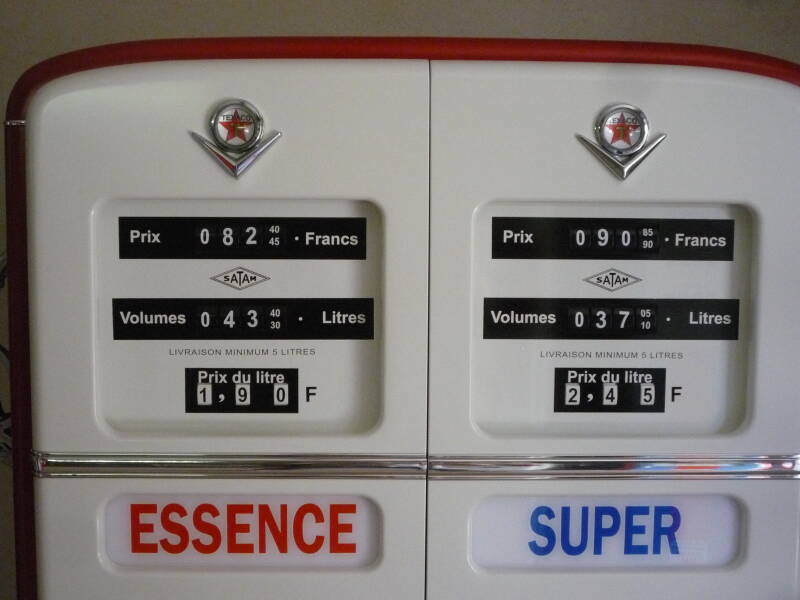 TEXACO
TEXACO
Prix 082 40 45 · Francs
SATAM
Volumes 043 40 30 · Litres
LIVRAISON MINIMUM 5 LITRES
Prix du litre
1,90 F
Prix 090 85 90 · Francs
SATAM
Volumes 037 05 10 · Litres
LIVRAISON MINIMUM 5 LITRES
Prix du litre
2,45 F
ESSENCE
SUPER